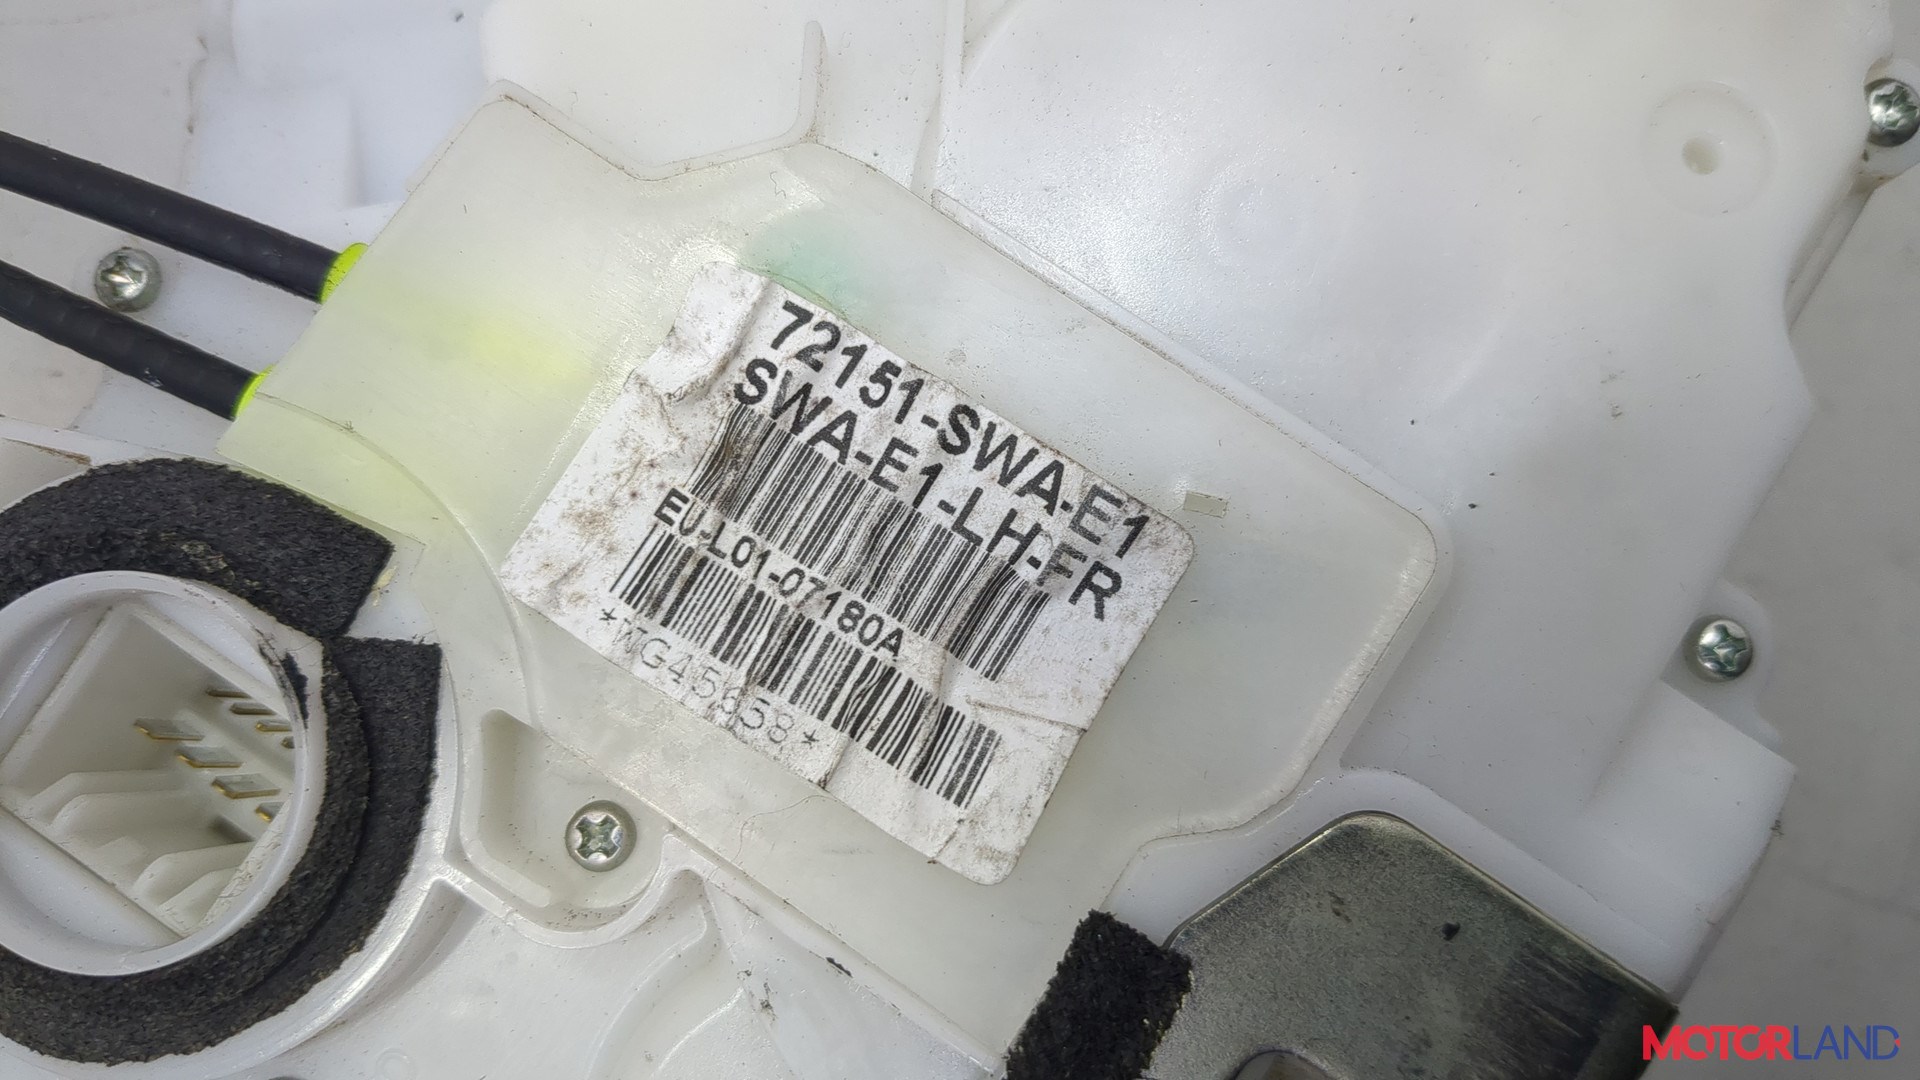 72151-SWA-E1
SWA-E1-LH-FR
EU-L01-07180A
*WG45658*
MOTORLAND